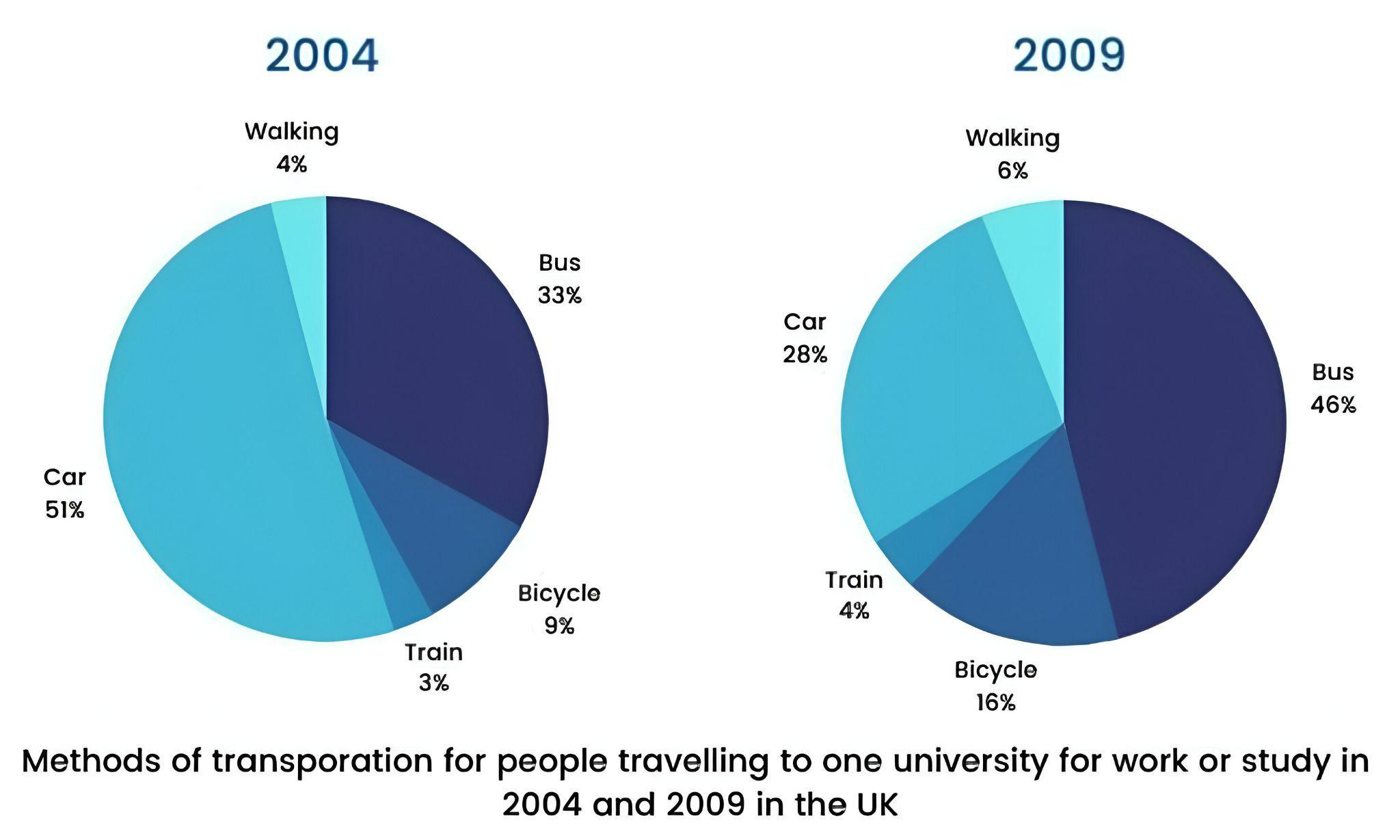 2004
Walking
4%
Bus
33%
Bicycle
9%
Train
3%
Car
51%
2009
Walking
6%
Bus
46%
Bicycle
16%
Train
4%
Car
28%
Methods of transporation for people travelling to one university for work or study in
2004 and 2009 in the UK